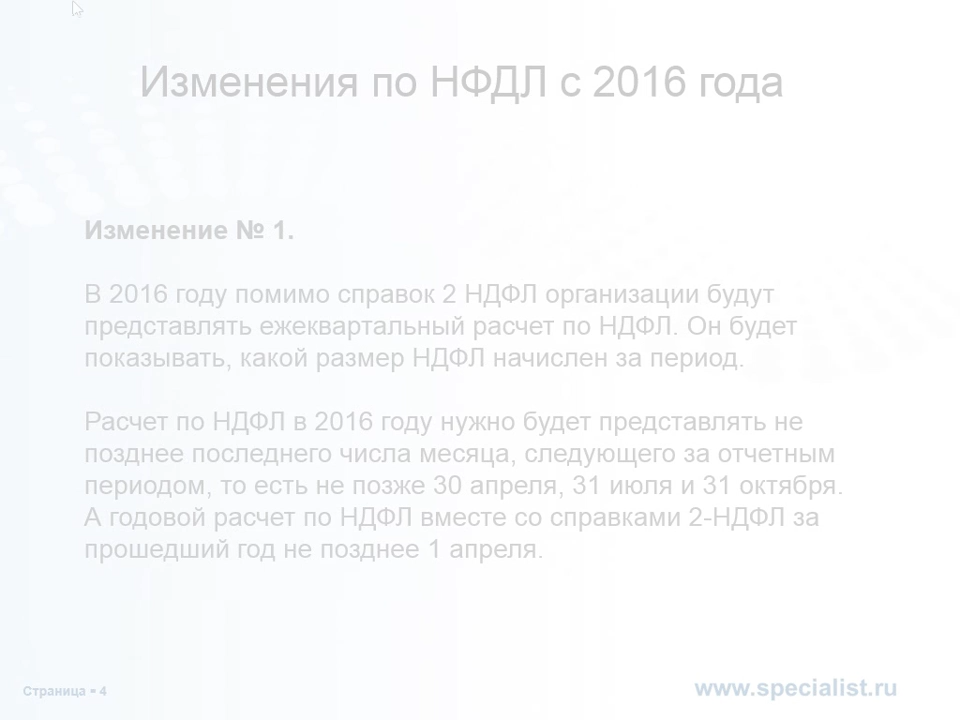 Изменения по НФДЛ с 2016 года
Изменение № 1.
В 2016 году помимо справок 2 НДФЛ организации будут
представлять ежеквартальный расчет по НДФЛ. Он будет
показывать, какой размер НДФЛ начислен за период.
Расчет по НДФЛ в 2016 году нужно будет представлять не
позднее последнего числа месяца, следующего за отчетным
периодом, то есть не позже 30 апреля, 31 июля и 31 октября.
А годовой расчет по НДФЛ вместе со справками 2-НДФЛ за
прошедший год не позднее 1 апреля.
Страница ▪ 4
www.specialist.ru